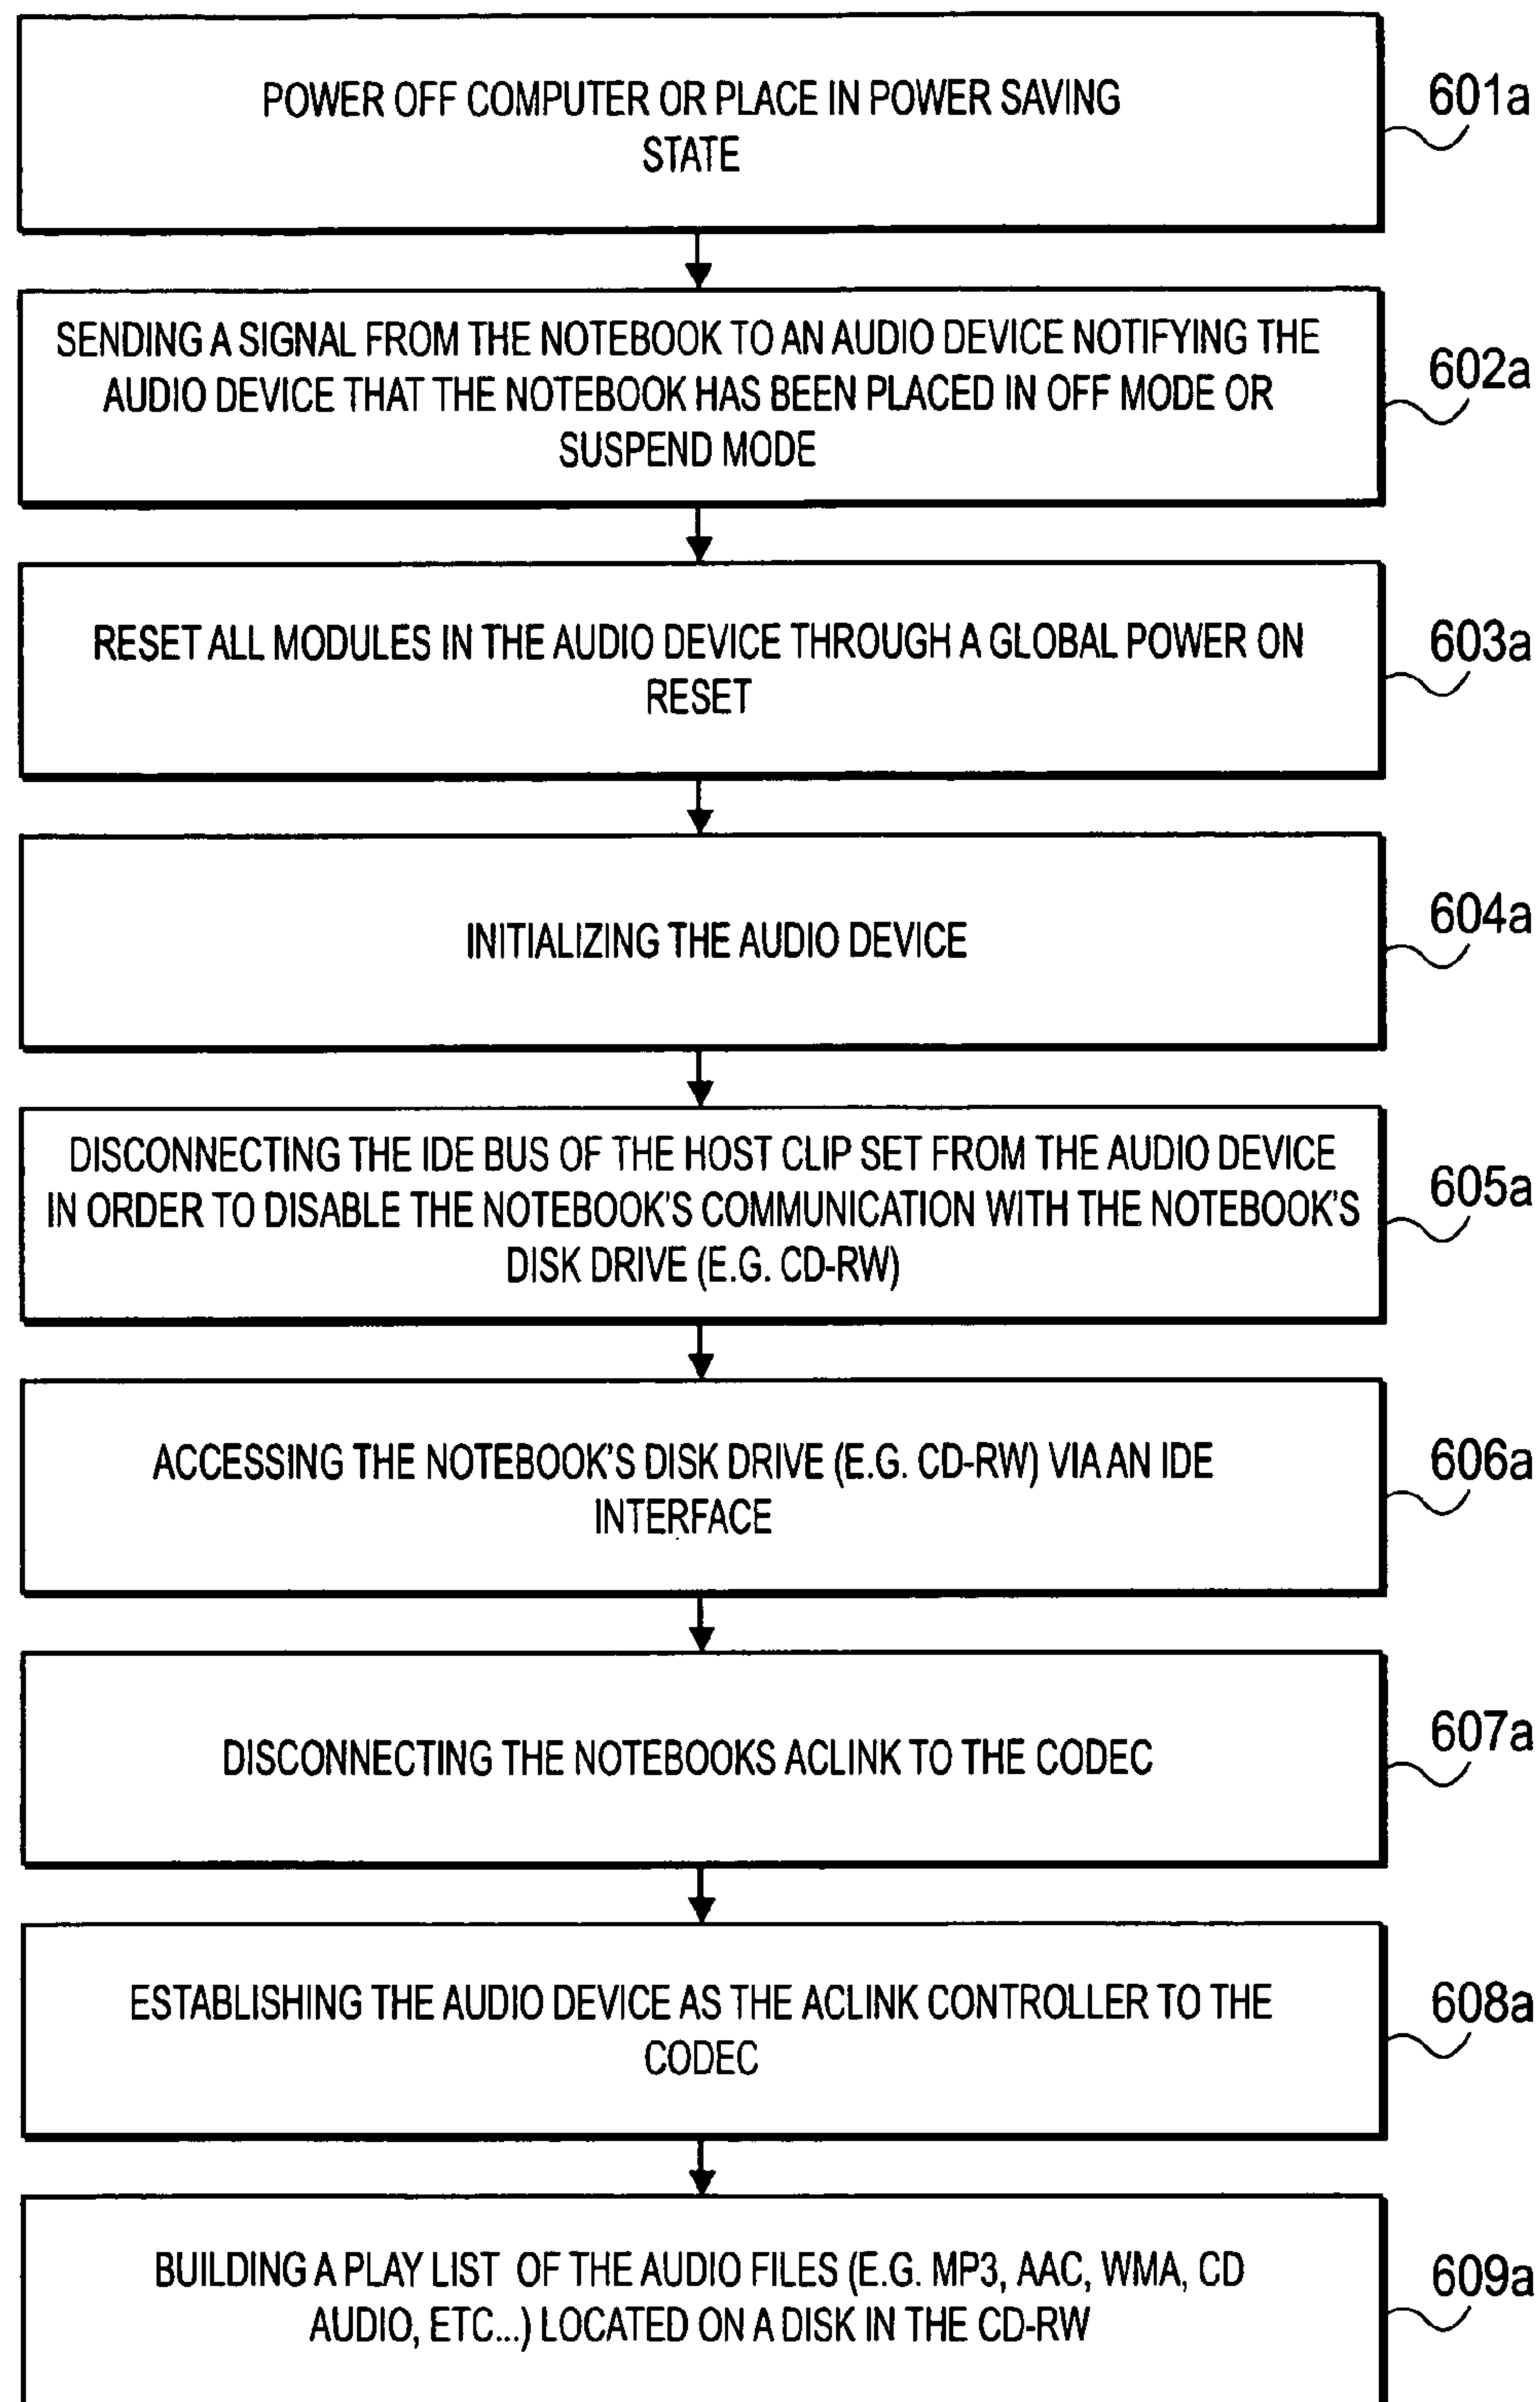 POWER OFF COMPUTER OR PLACE IN POWER SAVING
STATE
601a
SENDING A SIGNAL FROM THE NOTEBOOK TO AN AUDIO DEVICE NOTIFYING THE
AUDIO DEVICE THAT THE NOTEBOOK HAS BEEN PLACED IN OFF MODE OR
SUSPEND MODE
602a
RESET ALL MODULES IN THE AUDIO DEVICE THROUGH A GLOBAL POWER ON
RESET
603a
INITIALIZING THE AUDIO DEVICE
604a
DISCONNECTING THE IDE BUS OF THE HOST CLIP SET FROM THE AUDIO DEVICE
IN ORDER TO DISABLE THE NOTEBOOK'S COMMUNICATION WITH THE NOTEBOOK'S
DISK DRIVE (E.G. CD-RW)
605a
ACCESSING THE NOTEBOOK'S DISK DRIVE (E.G. CD-RW) VIA AN IDE
INTERFACE
606a
DISCONNECTING THE NOTEBOOKS ACLINK TO THE CODEC
607a
ESTABLISHING THE AUDIO DEVICE AS THE ACLINK CONTROLLER TO THE
CODEC
608a
BUILDING A PLAY LIST OF THE AUDIO FILES (E.G. MP3, AAC, WMA, CD
AUDIO, ETC...) LOCATED ON A DISK IN THE CD-RW
609a